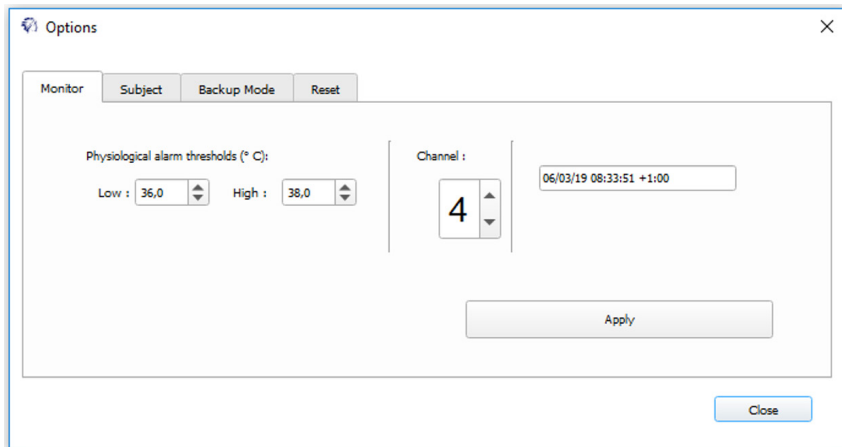 Options
Monitor Subject Backup Mode Reset
Physiological alarm thresholds (° C):
Low : 36,0 High : 38,0
Channel :
4
06/03/19 08:33:51 +1:00
Apply
Close